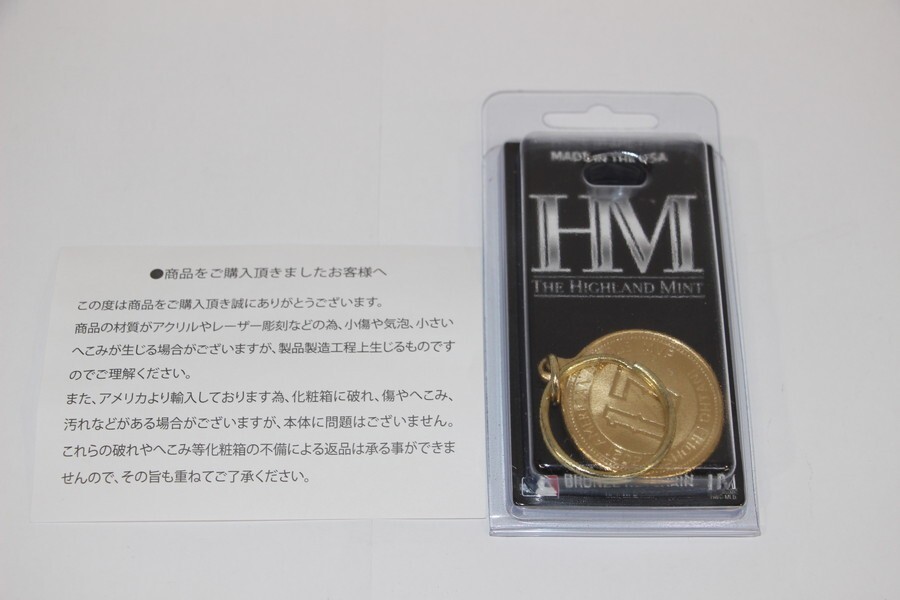 ●商品をご購入頂きましたお客様へ
この度は商品をご購入頂き誠にありがとうございます。
商品の材質がアクリルやレーザー彫刻などの為、小傷や気泡、小さい
へこみが生じる場合がございますが、製品製造工程上生じるものです
のでご理解ください。
また、アメリカより輸入しております為、化粧箱に破れ、傷やへこみ、
汚れなどがある場合がございますが、本体に問題はございません。
これらの破れやへこみ等化粧箱の不備による返品は承る事ができま
せんので、その旨も重ねてご了承ください。
MADE IN THE USA
HM
THE HIGHLAND MINT
17
BRONZE
HM